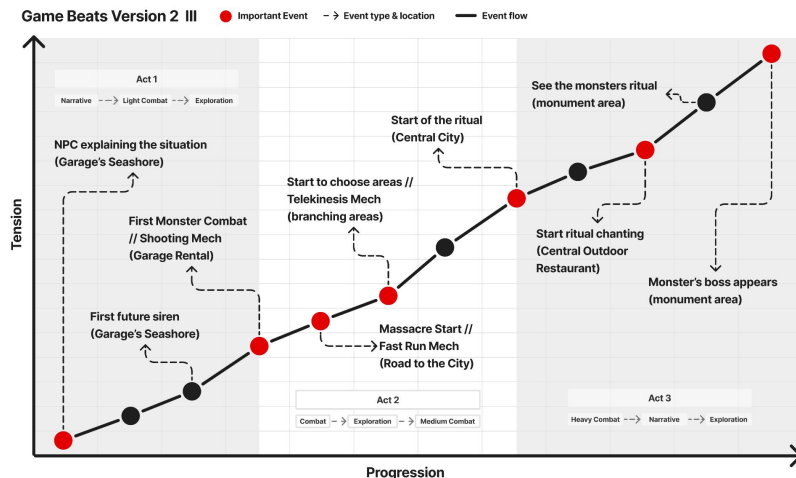 Game Beats Version 2 III
Important Event
Event type & location
Event flow
Act 1
Narrative
Light Combat
Exploration
NPC explaining the situation
(Garage's Seashore)
First Monster Combat
// Shooting Mech
(Garage Rental)
First future siren
(Garage's Seashore)
Start to choose areas //
Telekinesis Mech
(branching areas)
Massacre Start //
Fast Run Mech
(Road to the City)
Start of the ritual
(Central City)
Act 2
Combat
Exploration
Medium Combat
See the monsters ritual
(monument area)
Start ritual chanting
(Central Outdoor
Restaurant)
Monster's boss appears
(monument area)
Act 3
Heavy Combat
Narrative
Exploration
Tension
Progression